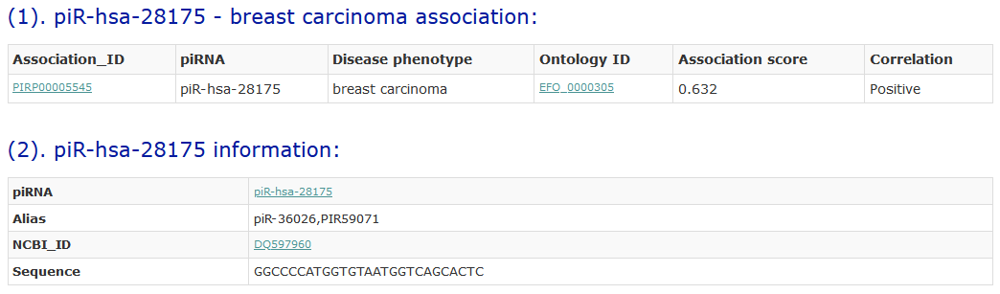 (1). piR-hsa-28175 - breast carcinoma association:
Association_ID piRNA Disease phenotype Ontology ID Association score Correlation
PIRP00005545 piR-hsa-28175 breast carcinoma EFO_0000305 0.632 Positive
(2). piR-hsa-28175 information:
piRNA piR-hsa-28175
Alias piR-36026,PIR59071
NCBI_ID DQ597960
Sequence GGCCCCATGGTGTAATGGTCAGCACTC